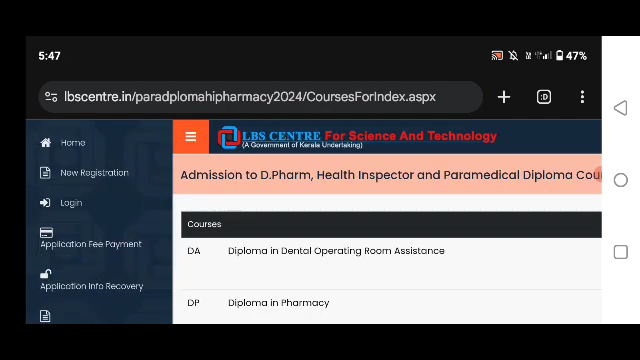 5:47
47%
lbscentre.in/paradplomahipharmacy2024/CoursesForIndex.aspx
:D
Home
LBS CENTRE For Science And Technology
(A Government of Kerala Undertaking)
New Registration
Admission to D.Pharm, Health Inspector and Paramedical Diploma Cou
Login
Courses
Application Fee Payment
DA Diploma in Dental Operating Room Assistance
Application Info Recovery
DP Diploma in Pharmacy